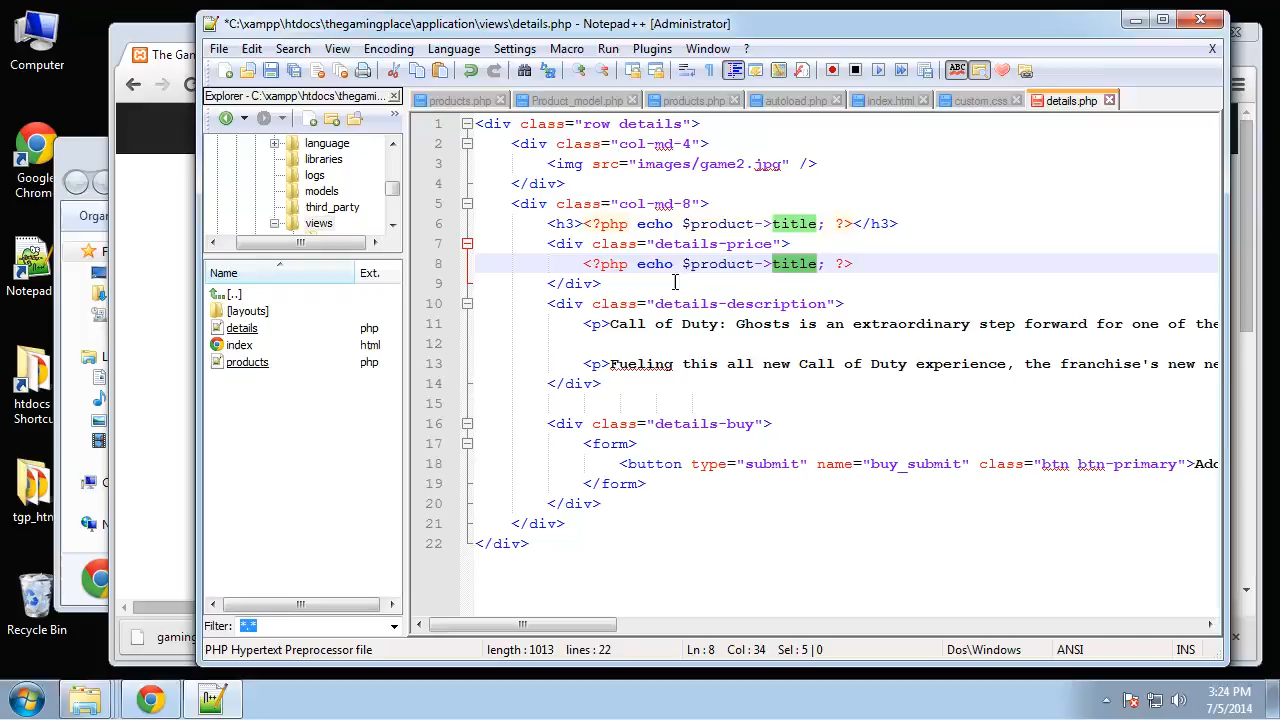 Computer
Google
Chrom
Notepad
htdocs
Shortcu
tgp_htn
Recycle Bin
The Gam
Organ
gaming
*C:\xampp\htdocs\thegamingplace\application\views\details.php - Notepad++ [Administrator]
File Edit Search View Encoding Language Settings Macro Run Plugins Window ? X
ABC
Explorer - C:\xampp\htdocs\thegami...
products.php Product_model.php products.php autoload.php index.html custom.css details.php
language
libraries
logs
models
third_party
views
Name Ext.
[..]
[layouts]
details php
index html
products php
Filter: *.*
1 <div class="row details">
2 <div class="col-md-4">
3 <img src="images/game2.jpg" />
4 </div>
5 <div class="col-md-8">
6 <h3><?php echo $product->title; ?></h3>
7 <div class="details-price">
8 <?php echo $product->title; ?>
9 </div>
10 <div class="details-description">
11 <p>Call of Duty: Ghosts is an extraordinary step forward for one of the
12
13 <p>Fueling this all new Call of Duty experience, the franchise's new ne
14 </div>
15
16 <div class="details-buy">
17 <form>
18 <button type="submit" name="buy_submit" class="btn btn-primary">Add
19 </form>
20 </div>
21 </div>
22 </div>
PHP Hypertext Preprocessor file length : 1013 lines : 22 Ln : 8 Col : 34 Sel : 5 | 0 Dos\Windows ANSI INS
3:24 PM
7/5/2014